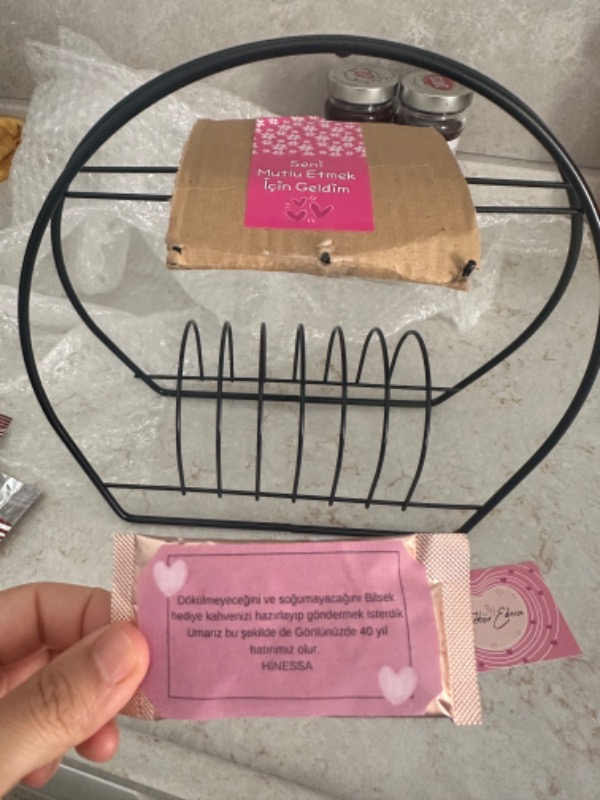 Seni
Mutlu Etmek
İçin Geldim
Dökülmeyeceğini ve soğumayacağını Bilsek
hediye kahvenizi hazırlayıp göndermek isterdik.
Umarız bu şekilde de Gönlünüzde 40 yıl
hatırımız olur.
HİNESSA